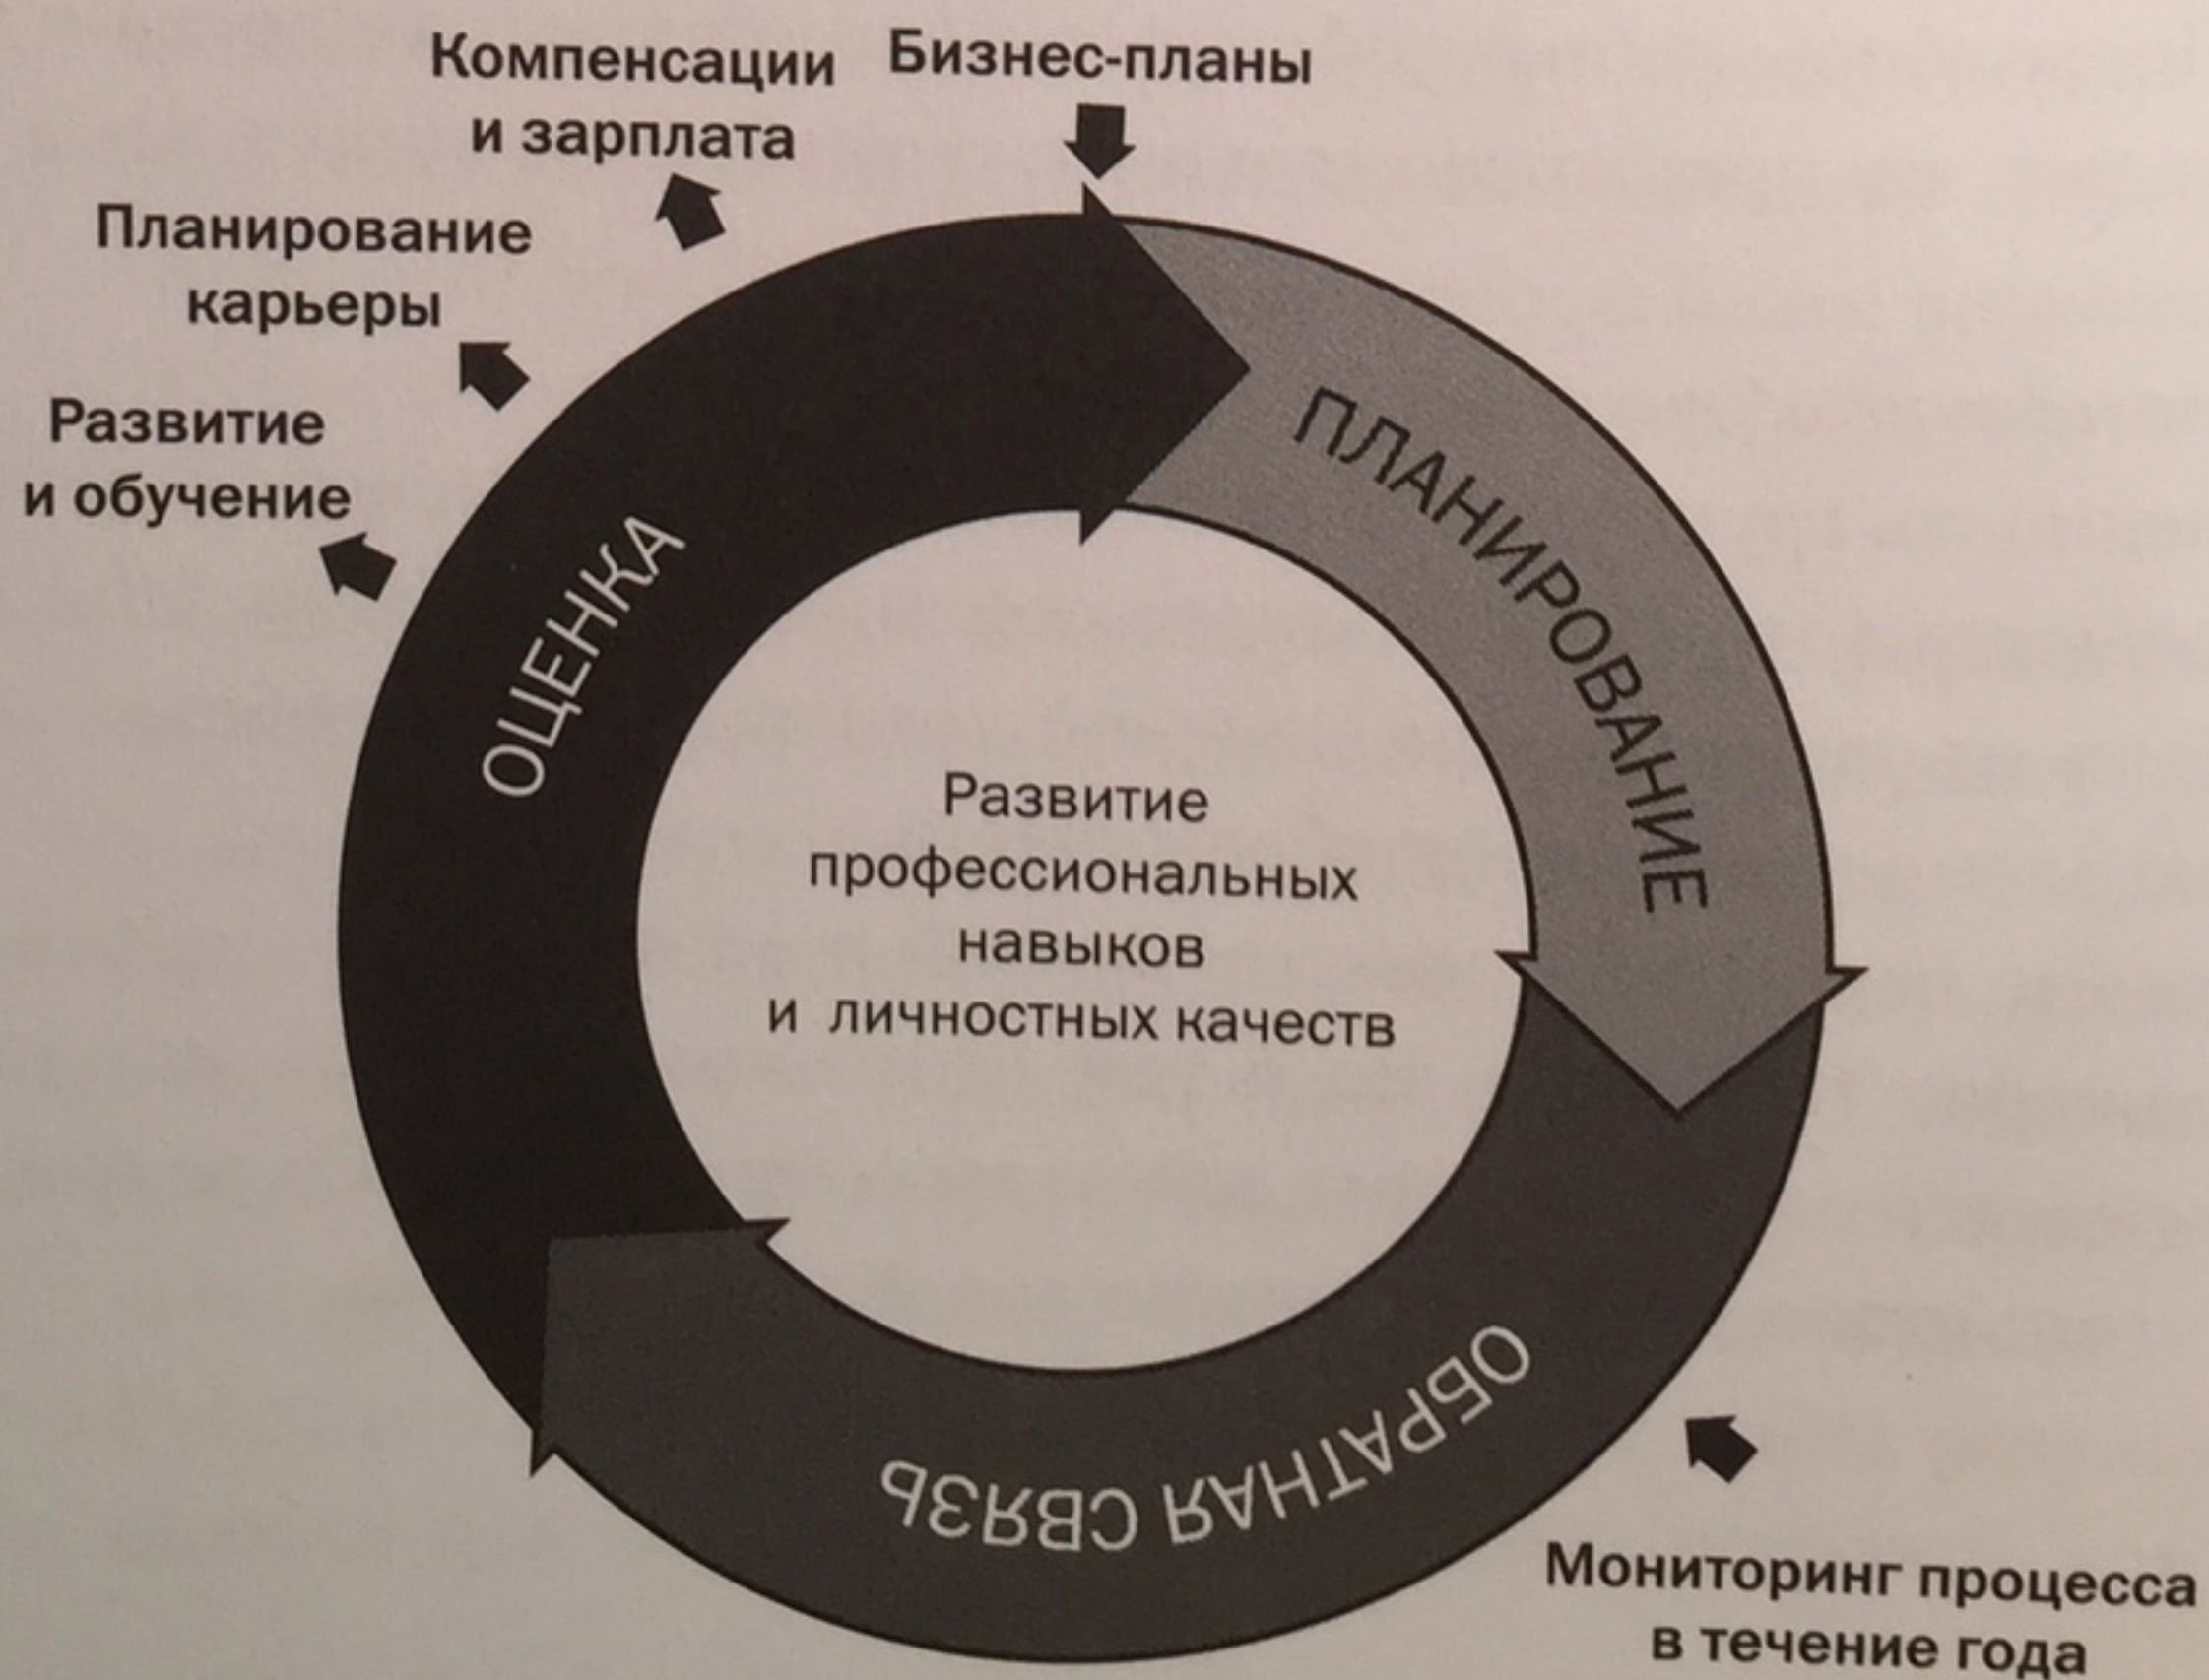 Компенсации
и зарплата
Бизнес-планы
Планирование
карьеры
Развитие
и обучение
ОЦЕНКА
ПЛАНИРОВАНИЕ
Развитие
профессиональных
навыков
и личностных качеств
ОБРАТНАЯ СВЯЗЬ
Мониторинг процесса
в течение года